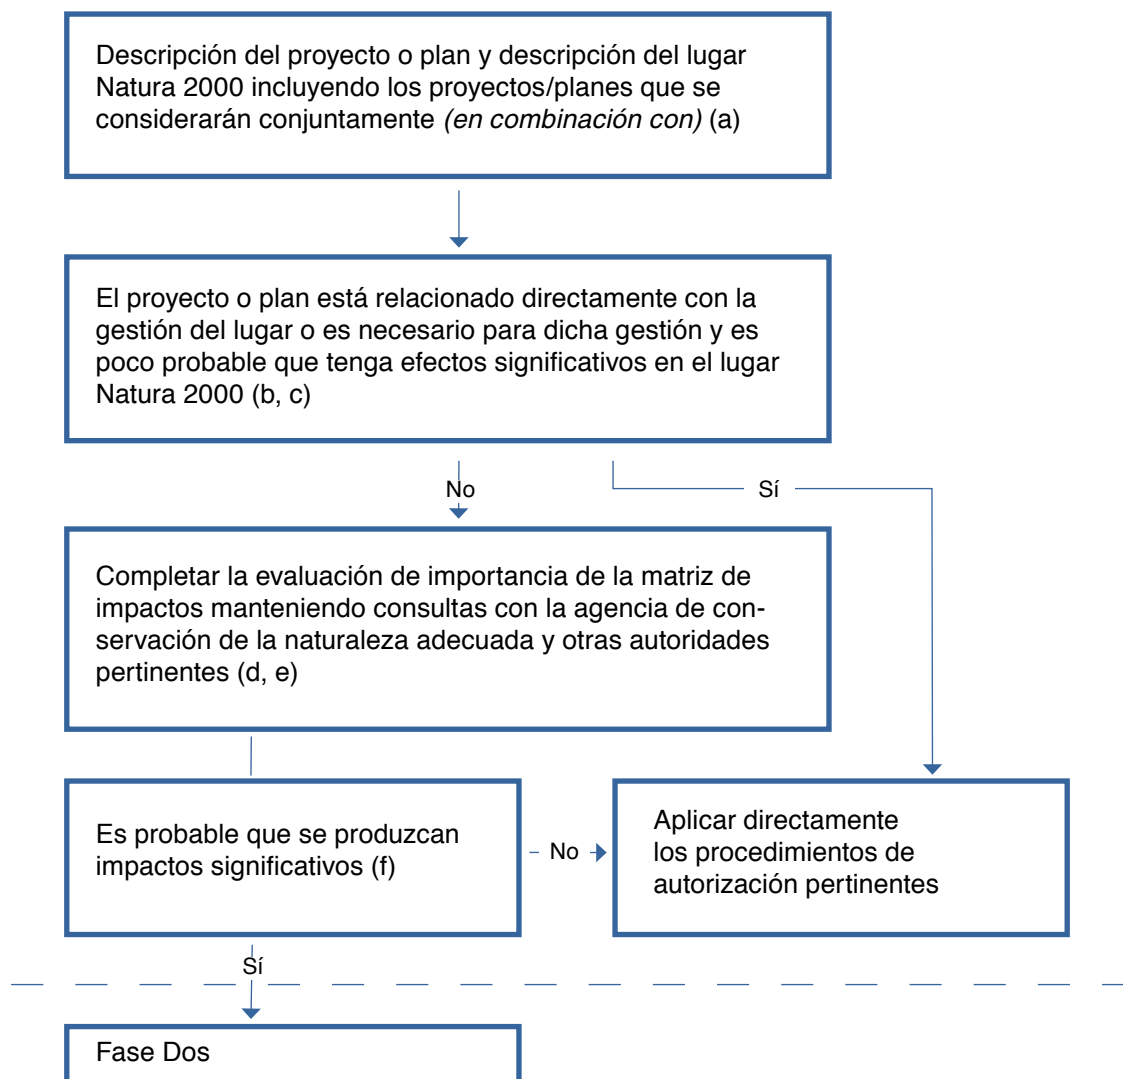 Descripción del proyecto o plan y descripción del lugar
Natura 2000 incluyendo los proyectos/planes que se
considerarán conjuntamente (en combinación con) (a)
El proyecto o plan está relacionado directamente con la
gestión del lugar o es necesario para dicha gestión y es
poco probable que tenga efectos significativos en el lugar
Natura 2000 (b, c)
No
Sí
Completar la evaluación de importancia de la matriz de
impactos manteniendo consultas con la agencia de con-
servación de la naturaleza adecuada y otras autoridades
pertinentes (d, e)
Es probable que se produzcan
impactos significativos (f)
No
Aplicar directamente
los procedimientos de
autorización pertinentes
Sí
Fase Dos